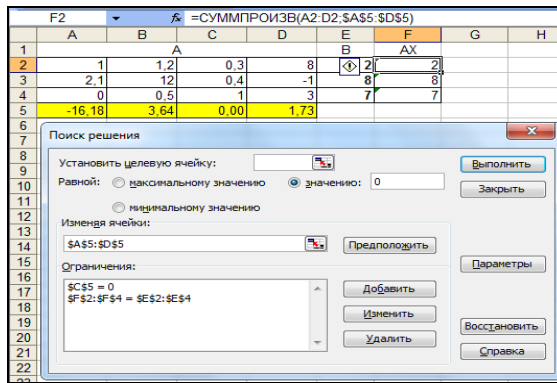 F2 fx =СУММПРОИЗВ(A2:D2;$A$5:$D$5)
A B C D E F G H
1 A B AX
2 1 1,2 0,3 8 2 2
3 2,1 12 0,4 -1 8 8
4 0 0,5 1 3 7 7
5 -16,18 3,64 0,00 1,73
6
7 Поиск решения
8 Установить целевую ячейку: Выполнить
9
10 Равной: максимальному значению значению: 0 Закрыть
11
12 минимальному значению
13 Изменяя ячейки:
14 $A$5:$D$5 Предположить
15 Ограничения: Параметры
16 $C$5 = 0 Добавить
17 $F$2:$F$4 = $E$2:$E$4
18 Изменить
19 Восстановить
20 Удалить
21 Справка
22